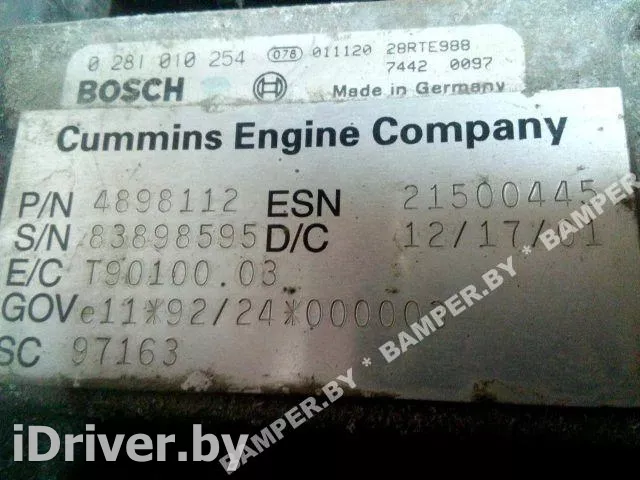 0 281 010 254 078 011120 28RTE988
7442 0097
BOSCH Made in Germany
Cummins Engine Company
P/N 4898112 ESN 21500445
S/N 83898595 D/C 12/17/01
E/C T90100.03
GOV e11*92/24*000003
SC 97163
BAMPER.BY * BAMPER.BY * BAMPER.BY
iDriver.by